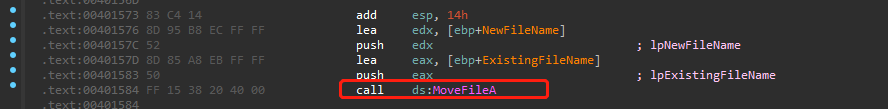 .text:00401573 83 C4 14 add esp, 14h
.text:00401576 8D 95 B8 EC FF FF lea edx, [ebp+NewFileName]
.text:0040157C 52 push edx ; lpNewFileName
.text:0040157D 8D 85 A8 EB FF FF lea eax, [ebp+ExistingFileName]
.text:00401583 50 push eax ; lpExistingFileName
.text:00401584 FF 15 38 20 40 00 call ds:MoveFileA
.text:00401584